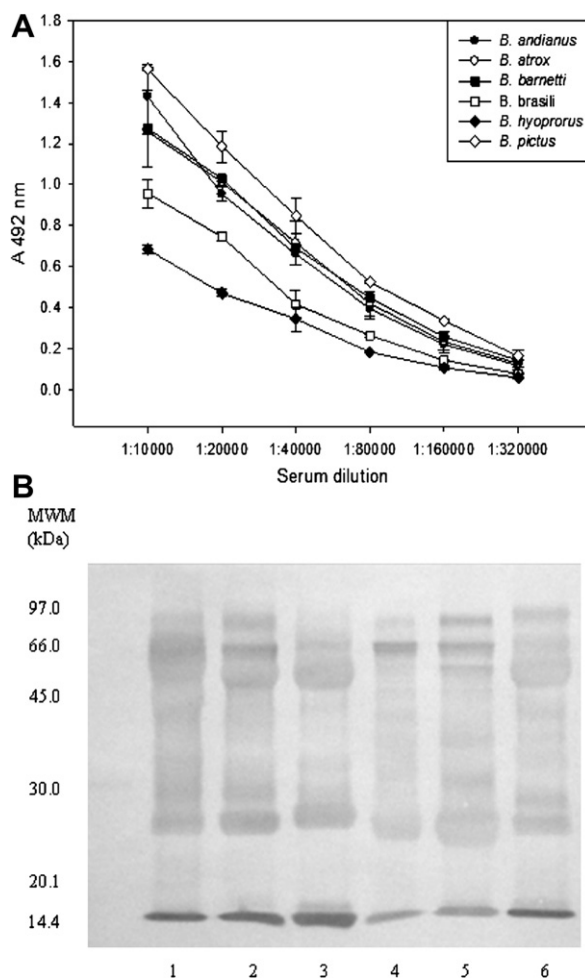 A
1.8
1.6
1.4
1.2
1.0
0.8
0.6
0.4
0.2
0.0
A 492 nm
B. andianus
B. atrox
B. barnetti
B. brasili
B. hyoprorus
B. pictus
1:10000 1:20000 1:40000 1:80000 1:160000 1:320000
Serum dilution
B
MWM
(kDa)
97.0
66.0
45.0
30.0
20.1
14.4
1 2 3 4 5 6